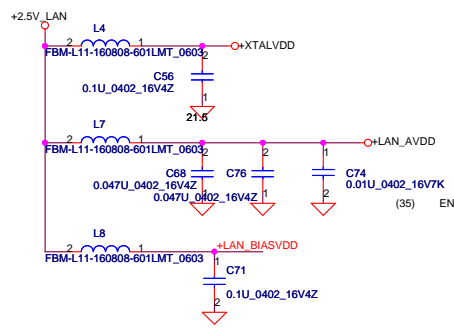 +2.5V_LAN
L4
2 1
+XTALVDD
FBM-L11-160808-601LMT_0603
2
C56
0.1U_0402_16V4Z
1
21.5
L7
2 1
+LAN_AVDD
FBM-L11-160808-601LMT_0603
2 2 1
C68 C76 C74
0.047U_0402_16V4Z 0.01U_0402_16V7K
1 1 2
0.047U_0402_16V4Z
(35) EN
L8
2 1
+LAN_BIASVDD
FBM-L11-160808-601LMT_0603
1
C71
0.1U_0402_16V4Z
2